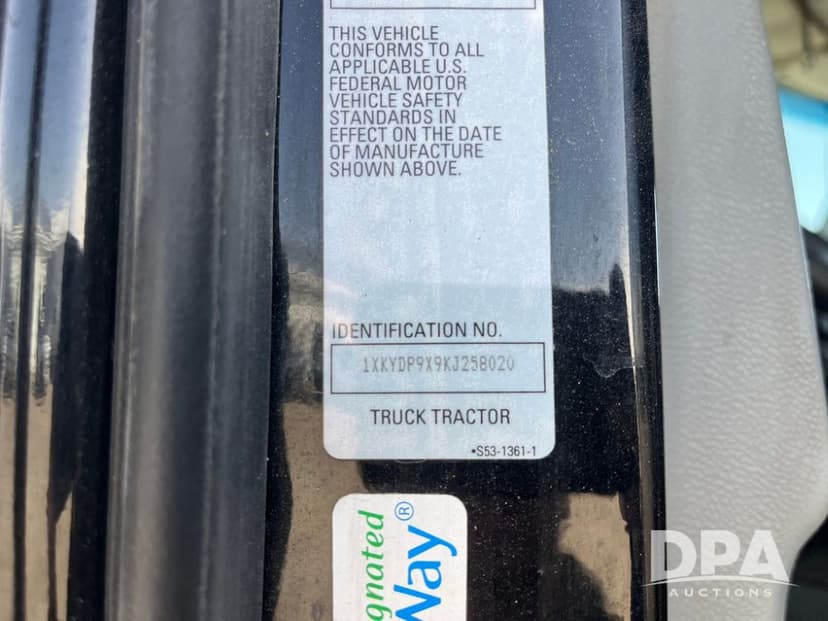 THIS VEHICLE
CONFORMS TO ALL
APPLICABLE U.S.
FEDERAL MOTOR
VEHICLE SAFETY
STANDARDS IN
EFFECT ON THE DATE
OF MANUFACTURE
SHOWN ABOVE.
IDENTIFICATION NO.
1XKYDP9X9KJ258020
TRUCK TRACTOR
•S53-1361-1
gnated
Way®
DPA
AUCTIONS